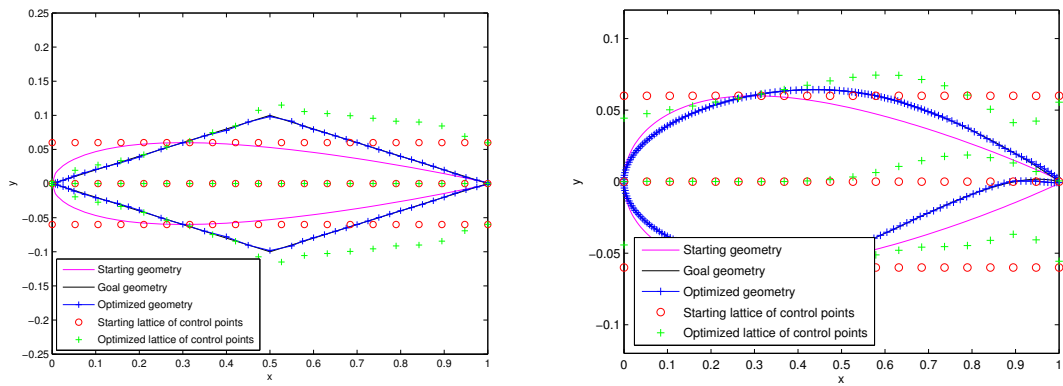 0.25
0.2
0.15
0.1
0.05
0
-0.05
-0.1
-0.15
-0.2
-0.25
y
0 0.1 0.2 0.3 0.4 0.5 0.6 0.7 0.8 0.9 1
x
Starting geometry
Goal geometry
Optimized geometry
Starting lattice of control points
Optimized lattice of control points
0.1
0.05
0
-0.05
-0.1
y
0 0.1 0.2 0.3 0.4 0.5 0.6 0.7 0.8 0.9 1
x
Starting geometry
Goal geometry
Optimized geometry
Starting lattice of control points
Optimized lattice of control points